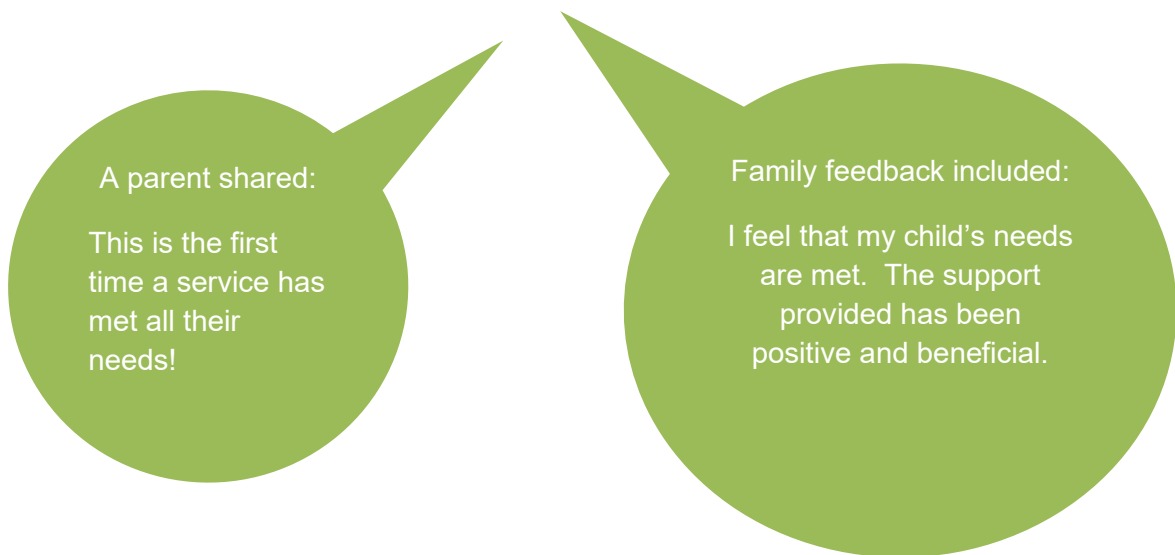 A parent shared:
This is the first
time a service has
met all their
needs!
Family feedback included:
I feel that my child’s needs
are met.  The support
provided has been
positive and beneficial.